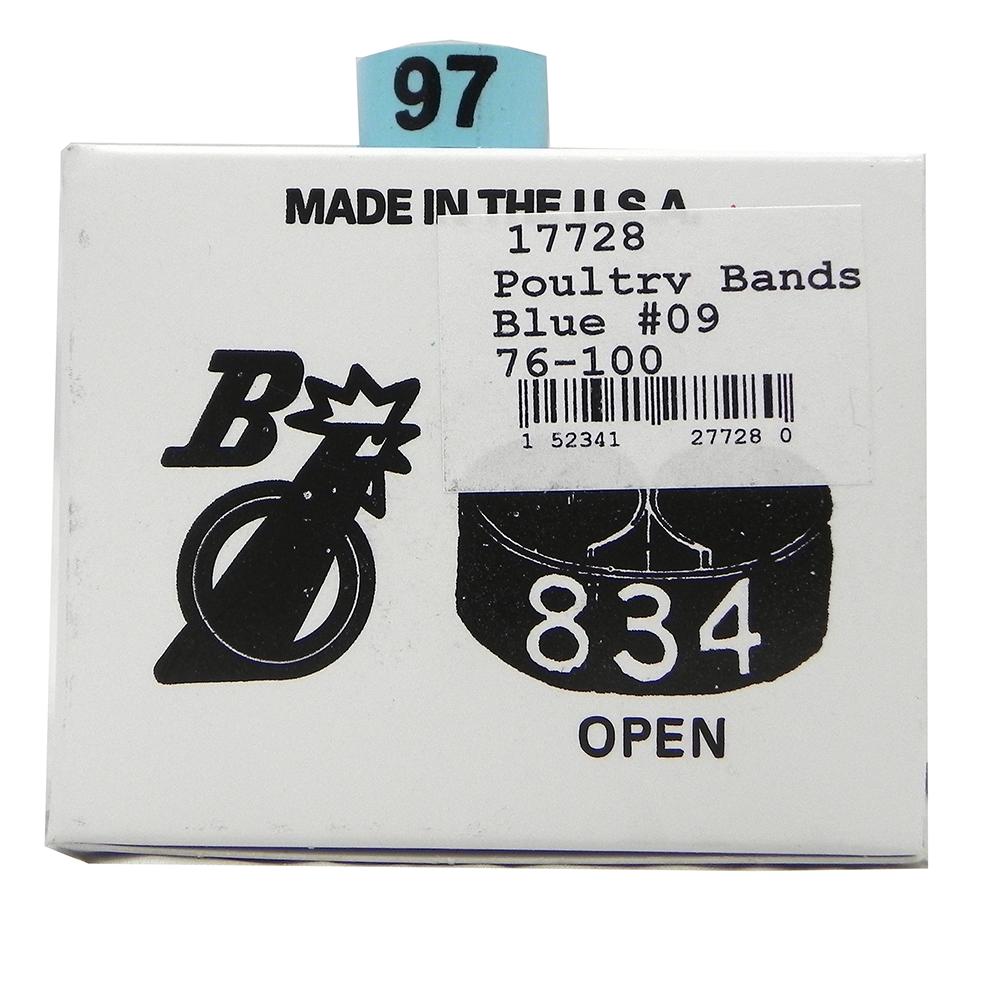 97
MADE IN THE U.S.A.
17728
Poultry Bands
Blue #09
76-100
1 52341 27728 0
B
834
OPEN